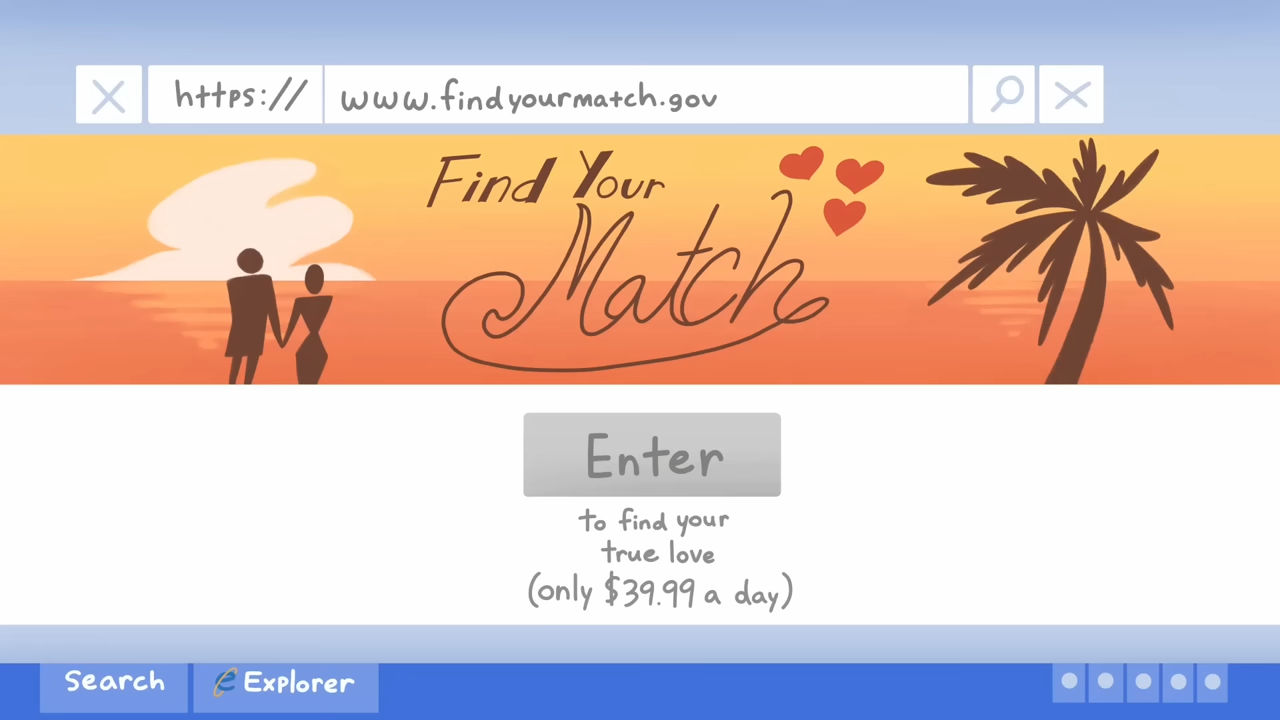 https:// www.findyourmatch.gov
Find Your
Match
Enter
to find your
true love
(only $39.99 a day)
Search Explorer